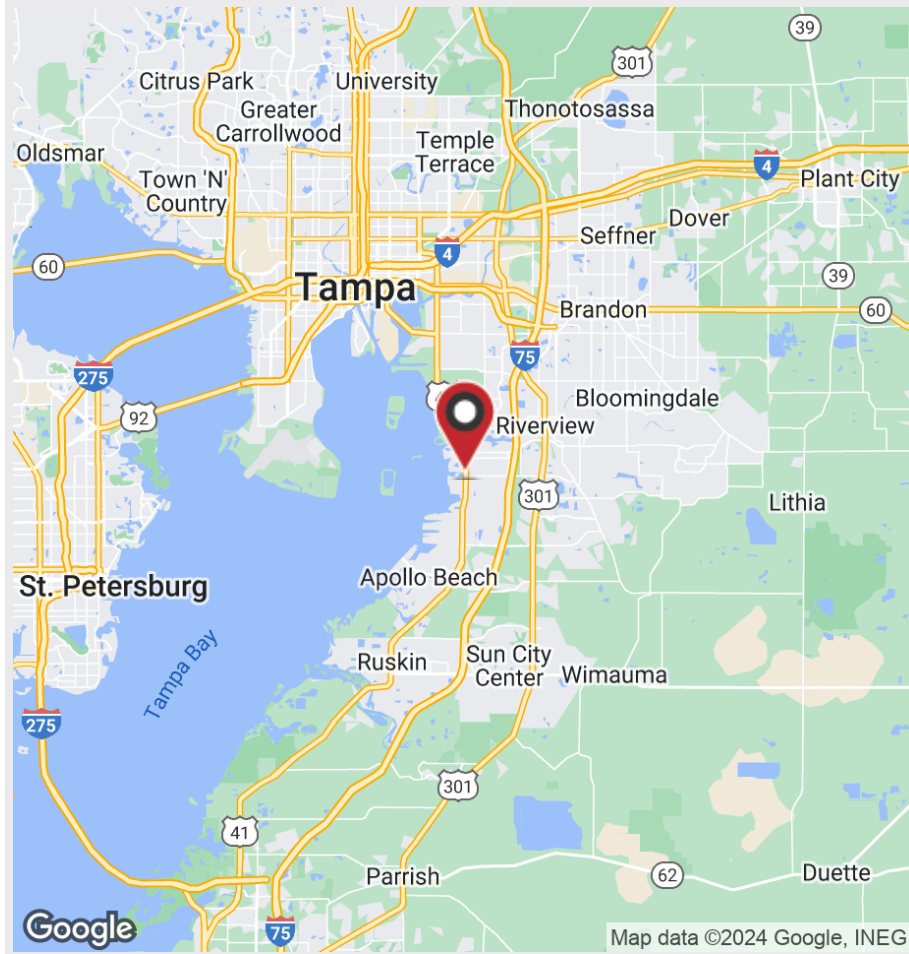 39
301
Citrus Park
University
Greater
Carrollwood
Thonotosassa
Temple
Terrace
Oldsmar
4
Plant City
Town 'N'
Country
Dover
Seffner
4
60
39
Tampa
Brandon
60
75
275
92
Bloomingdale
Riverview
301
Lithia
Apollo Beach
St. Petersburg
Tampa Bay
Ruskin
Sun City
Center
Wimauma
275
301
41
Parrish
62
Duette
75
Google
Map data ©2024 Google, INEG